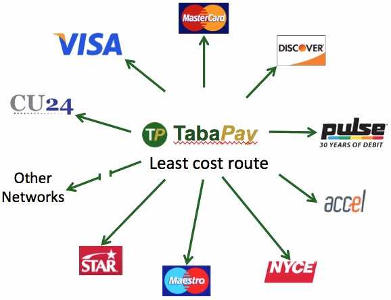 MasterCard
VISA
DISCOVER
CU24
TP TabaPay
pulse
30 YEARS OF DEBIT
Least cost route
Other
Networks
accel
STAR
Maestro
NYCE